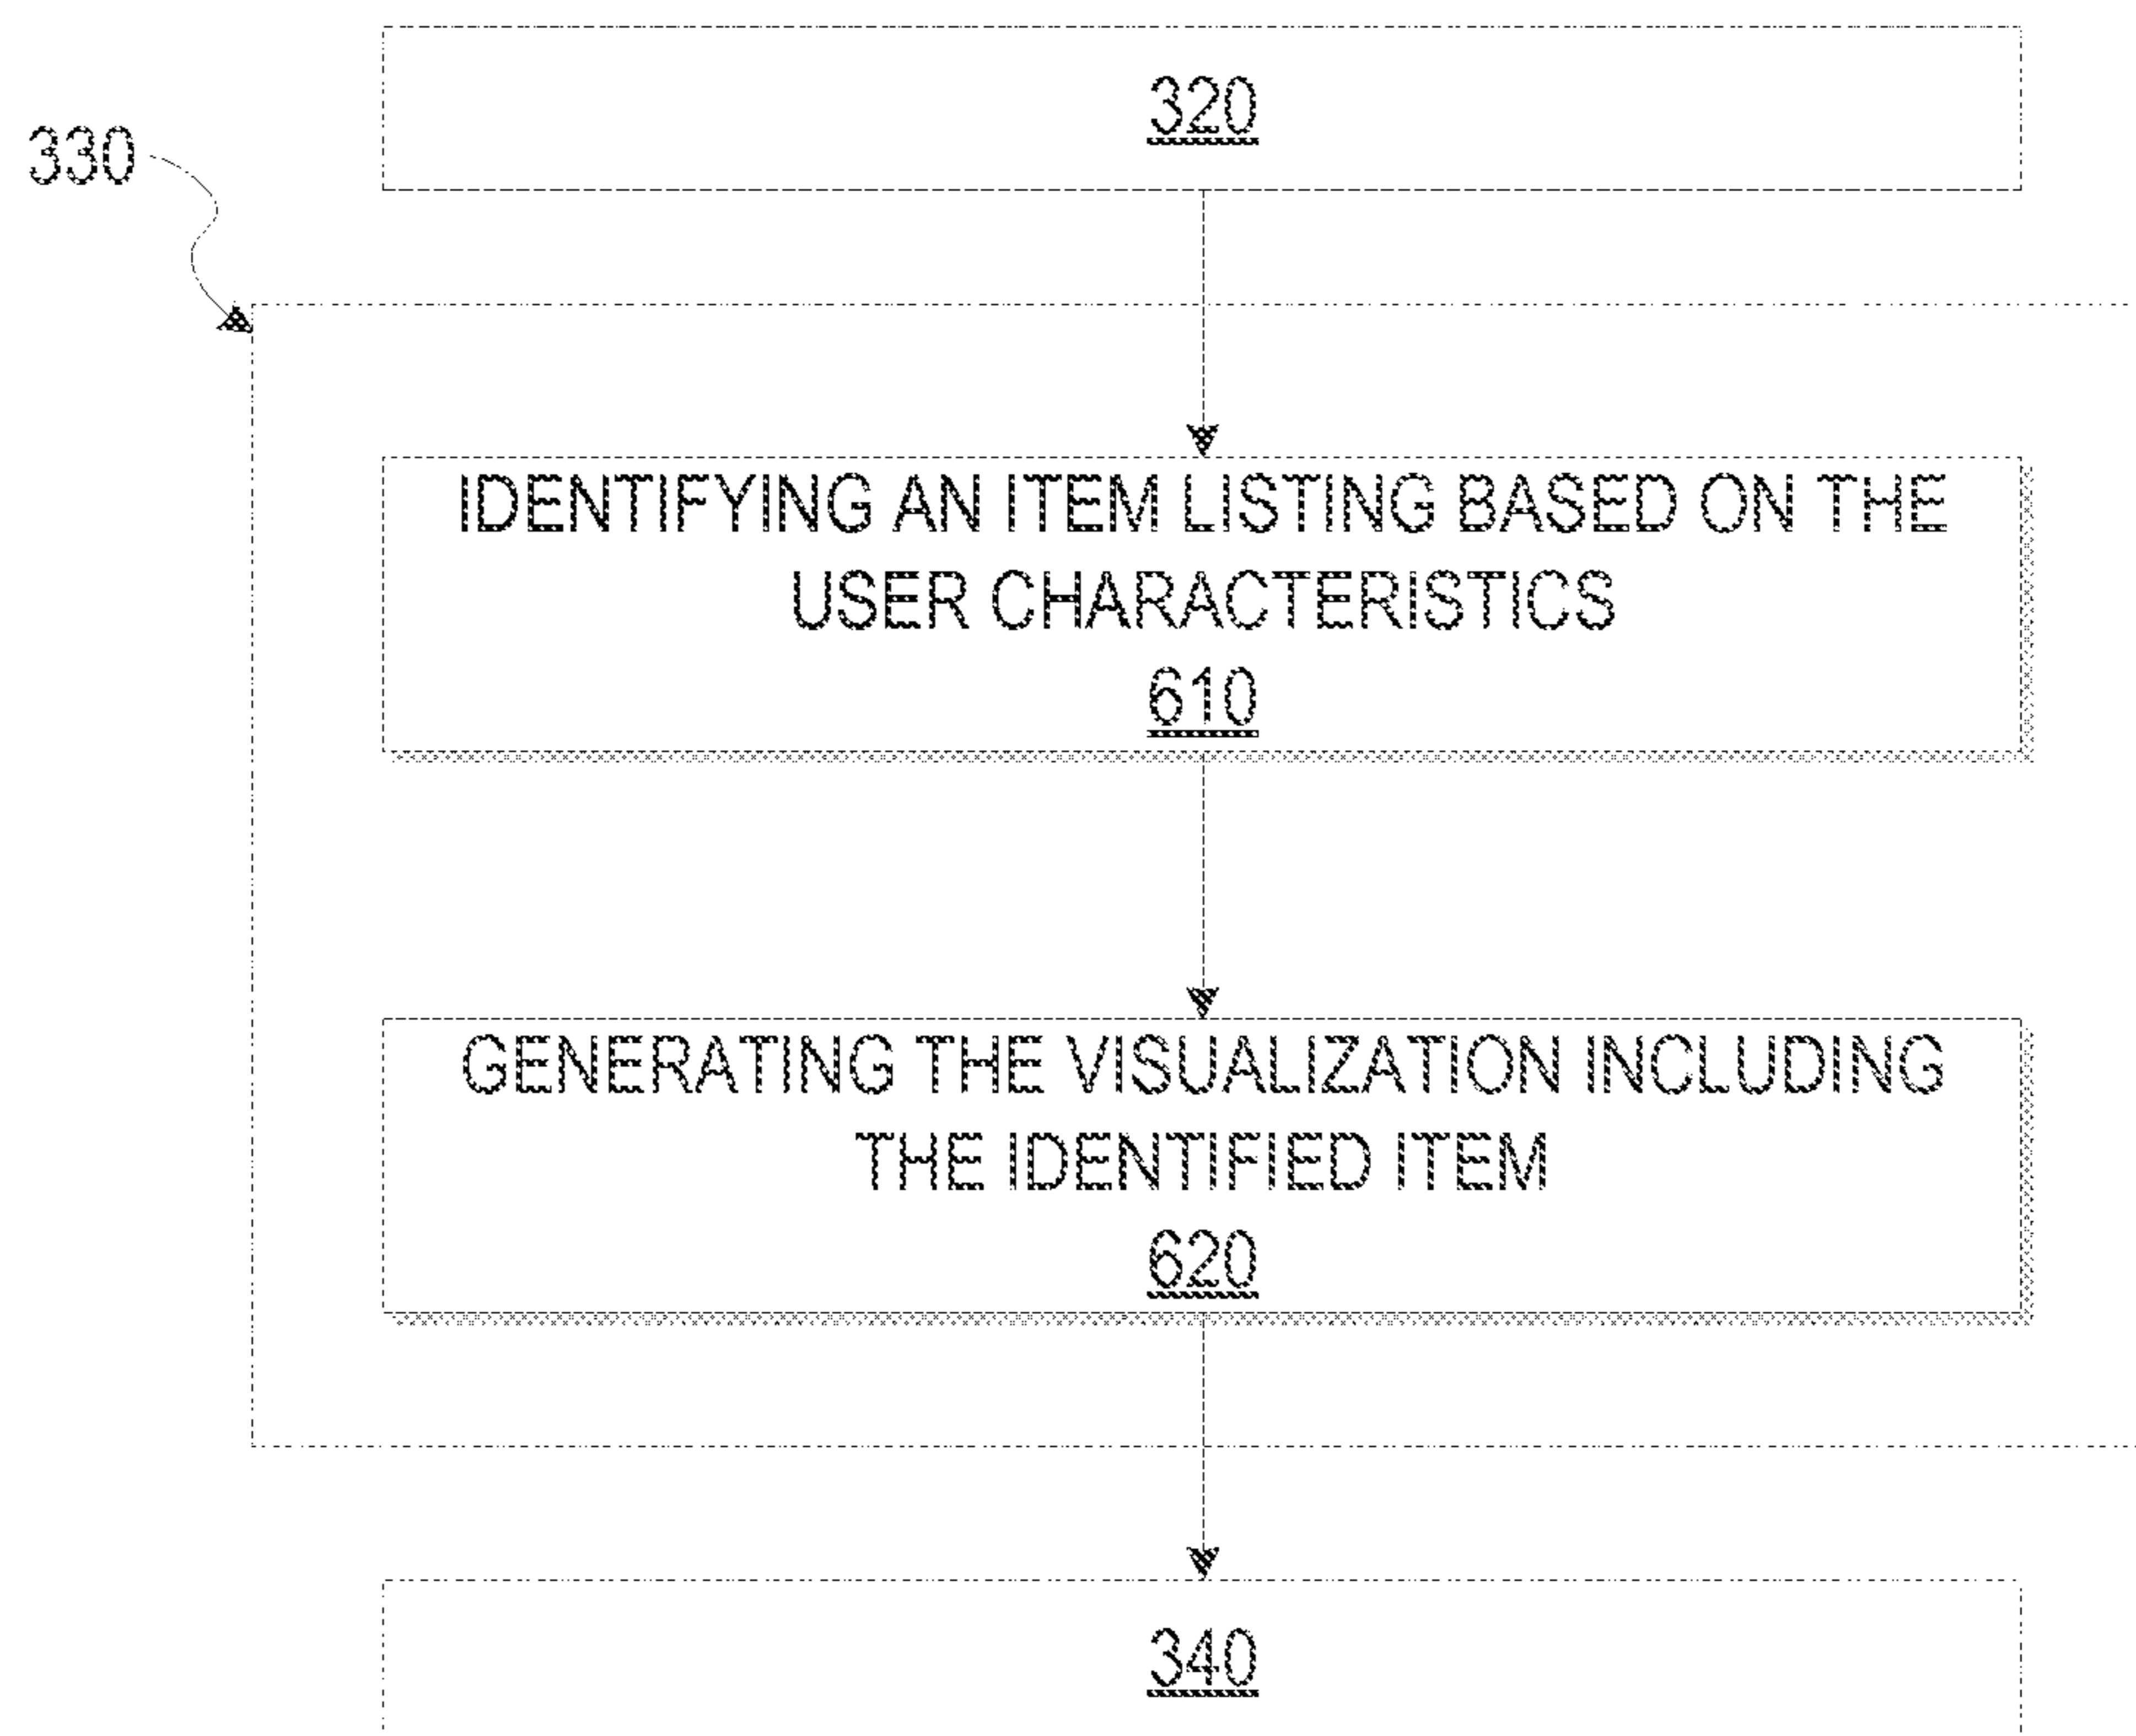 320
330
IDENTIFYING AN ITEM LISTING BASED ON THE
USER CHARACTERISTICS
610
GENERATING THE VISUALIZATION INCLUDING
THE IDENTIFIED ITEM
620
340